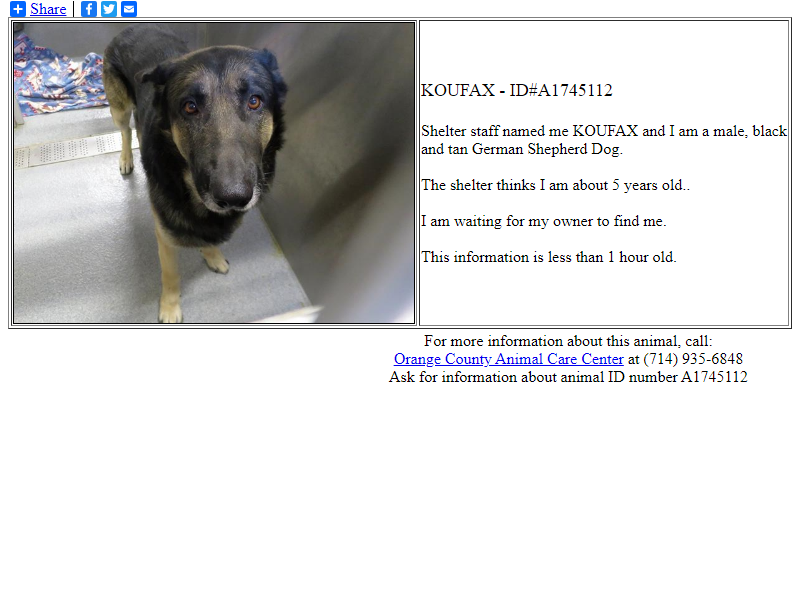 Share
KOUFAX - ID#A1745112
Shelter staff named me KOUFAX and I am a male, black
and tan German Shepherd Dog.
The shelter thinks I am about 5 years old..
I am waiting for my owner to find me.
This information is less than 1 hour old.
For more information about this animal, call:
Orange County Animal Care Center at (714) 935-6848
Ask for information about animal ID number A1745112